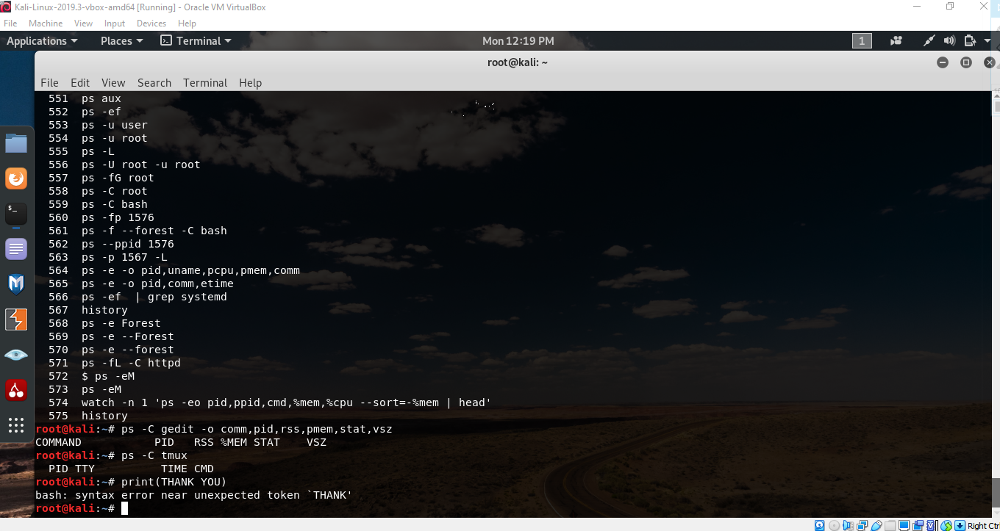 Kali-Linux-2019.3-vbox-amd64 [Running] - Oracle VM VirtualBox
File Machine View Input Devices Help
Applications Places Terminal Mon 12:19 PM 1
root@kali: ~
File Edit View Search Terminal Help
551 ps aux
552 ps -ef
553 ps -u user
554 ps -u root
555 ps -L
556 ps -U root -u root
557 ps -fG root
558 ps -C root
559 ps -C bash
560 ps -fp 1576
561 ps -f --forest -C bash
562 ps --ppid 1576
563 ps -p 1567 -L
564 ps -e -o pid,uname,pcpu,pmem,comm
565 ps -e -o pid,comm,etime
566 ps -ef  | grep systemd
567 history
568 ps -e Forest
569 ps -e --Forest
570 ps -e --forest
571 ps -fL -C httpd
572 $ ps -eM
573 ps -eM
574 watch -n 1 'ps -eo pid,ppid,cmd,%mem,%cpu --sort=-%mem | head'
575 history
root@kali:~# ps -C gedit -o comm,pid,rss,pmem,stat,vsz
COMMAND PID RSS %MEM STAT VSZ
root@kali:~# ps -C tmux
PID TTY TIME CMD
root@kali:~# print(THANK YOU)
bash: syntax error near unexpected token `THANK'
root@kali:~#
Right Ctr